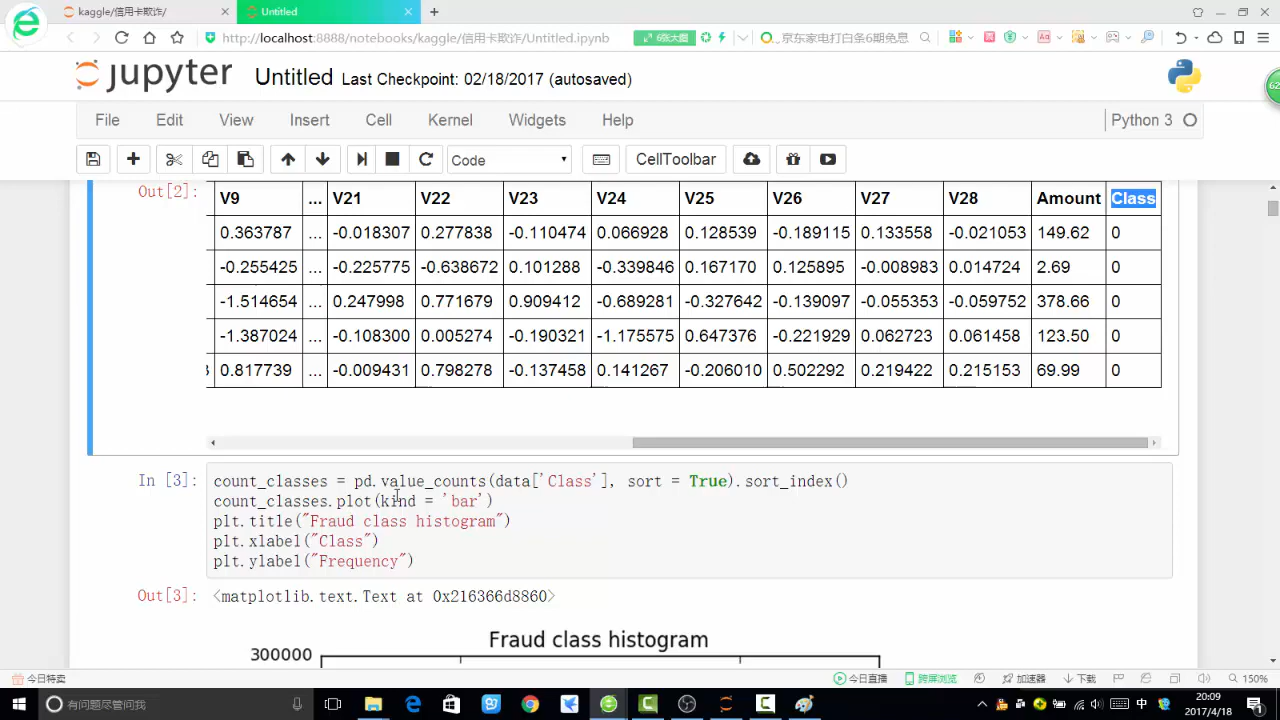 kaggle/信用卡欺诈/
Untitled
http://localhost:8888/notebooks/kaggle/信用卡欺诈/Untitled.ipynb
6张大图
京东家电打白条6期免息
jupyter
Untitled
Last Checkpoint: 02/18/2017 (autosaved)
62
File Edit View Insert Cell Kernel Widgets Help
Python 3
Code
CellToolbar
Out[2]:
V9 ... V21 V22 V23 V24 V25 V26 V27 V28 Amount Class
0.363787 ... -0.018307 0.277838 -0.110474 0.066928 0.128539 -0.189115 0.133558 -0.021053 149.62 0
-0.255425 ... -0.225775 -0.638672 0.101288 -0.339846 0.167170 0.125895 -0.008983 0.014724 2.69 0
-1.514654 ... 0.247998 0.771679 0.909412 -0.689281 -0.327642 -0.139097 -0.055353 -0.059752 378.66 0
-1.387024 ... -0.108300 0.005274 -0.190321 -1.175575 0.647376 -0.221929 0.062723 0.061458 123.50 0
0.817739 ... -0.009431 0.798278 -0.137458 0.141267 -0.206010 0.502292 0.219422 0.215153 69.99 0
In [3]:
count_classes = pd.value_counts(data['Class'], sort = True).sort_index()
count_classes.plot(kind = 'bar')
plt.title("Fraud class histogram")
plt.xlabel("Class")
plt.ylabel("Frequency")
Out[3]:
<matplotlib.text.Text at 0x216366d8860>
Fraud class histogram
300000
今日特卖
今日直播
跨屏浏览
加速器
下载
150%
有问题尽管问我
中
20:09
2017/4/18